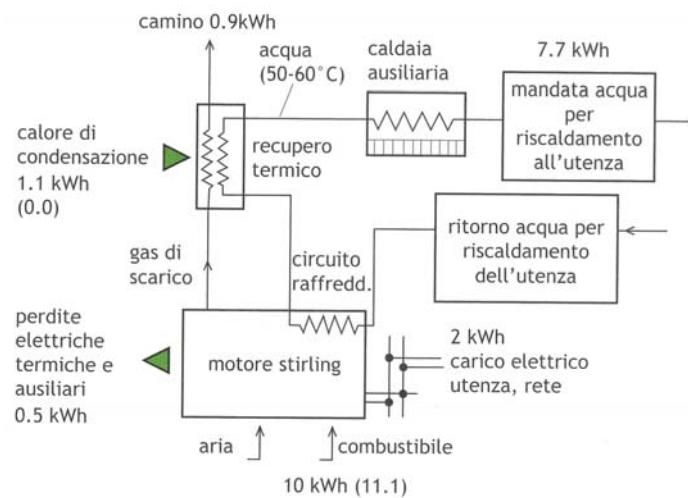 camino 0.9kWh
acqua
(50-60°C)
caldaia
ausiliaria
7.7 kWh
mandata acqua
per
riscaldamento
all'utenza
calore di
condensazione
1.1 kWh
(0.0)
recupero
termico
ritorno acqua per
riscaldamento
dell'utenza
gas di
scarico
circuito
raffredd.
perdite
elettriche
termiche e
ausiliari
0.5 kWh
motore stirling
2 kWh
carico elettrico
utenza, rete
aria
combustibile
10 kWh (11.1)